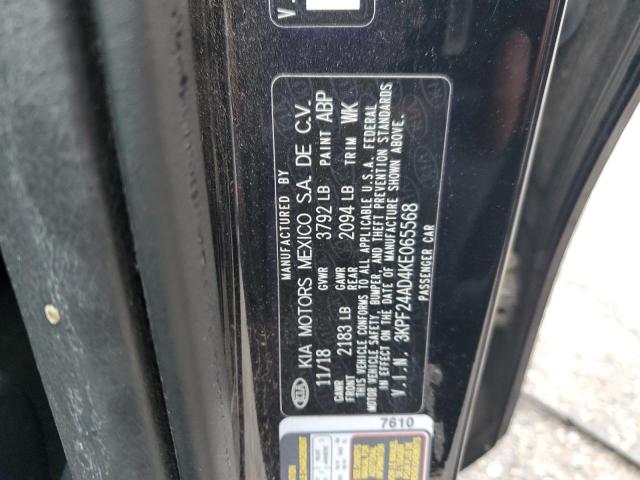 V.
MANUFACTURED BY
KIA KIA MOTORS MEXICO S.A. DE C.V.
11/18 GVWR 3792 LB PAINT ABP
GAWR FRONT 2183 LB GAWR REAR 2094 LB TRIM WK
THIS VEHICLE CONFORMS TO ALL APPLICABLE U.S.A. FEDERAL
MOTOR VEHICLE SAFETY, BUMPER, AND THEFT PREVENTION STANDARDS
IN EFFECT ON THE DATE OF MANUFACTURE SHOWN ABOVE.
V.I.N. 3KPF24AD4KE065568
PASSENGER CAR
7610